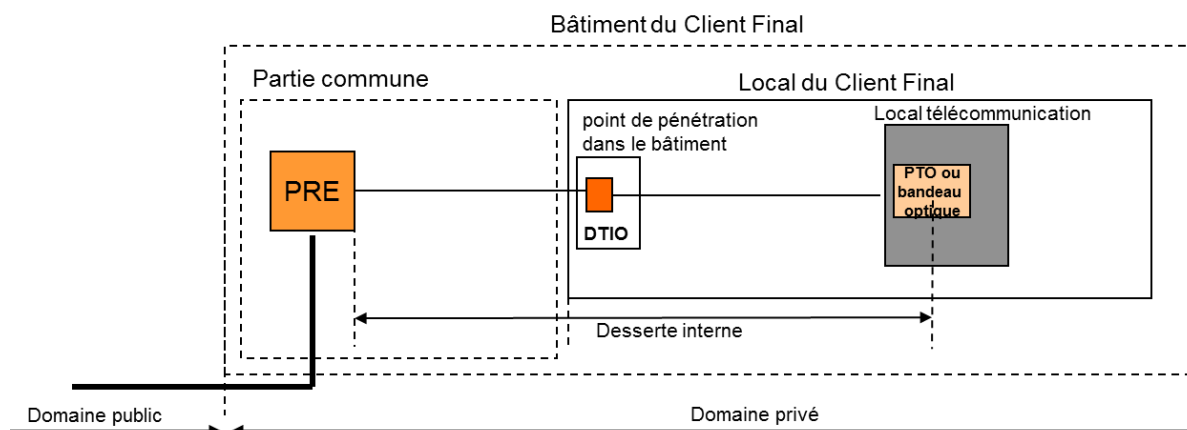 Bâtiment du Client Final
Partie commune
Local du Client Final
point de pénétration
dans le bâtiment
Local télécommunication
PRE
PTO ou
bandeau
optique
DTIO
Desserte interne
Domaine public
Domaine privé